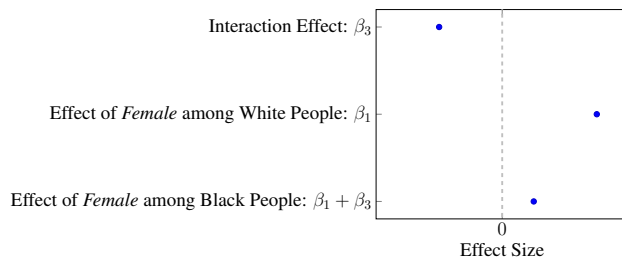 Interaction Effect: β₃
Effect of Female among White People: β₁
Effect of Female among Black People: β₁ + β₃
0
Effect Size